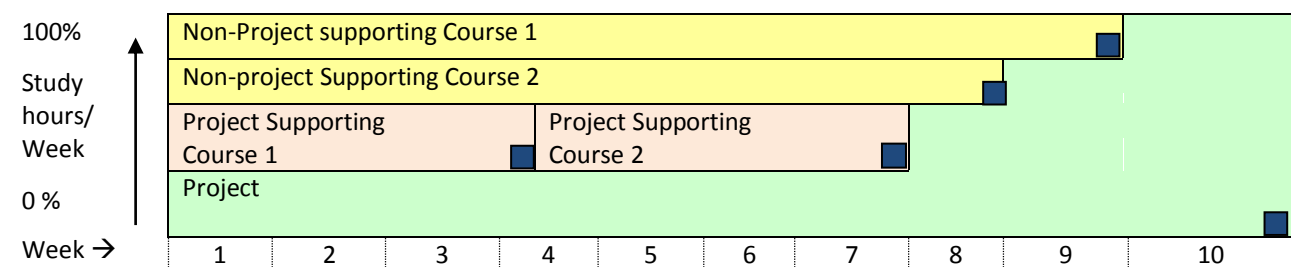 100%
Study
hours/
Week
0 %
Week →
Non-Project supporting Course 1
Non-project Supporting Course 2
Project Supporting
Course 1
Project Supporting
Course 2
Project
1 2 3 4 5 6 7 8 9 10